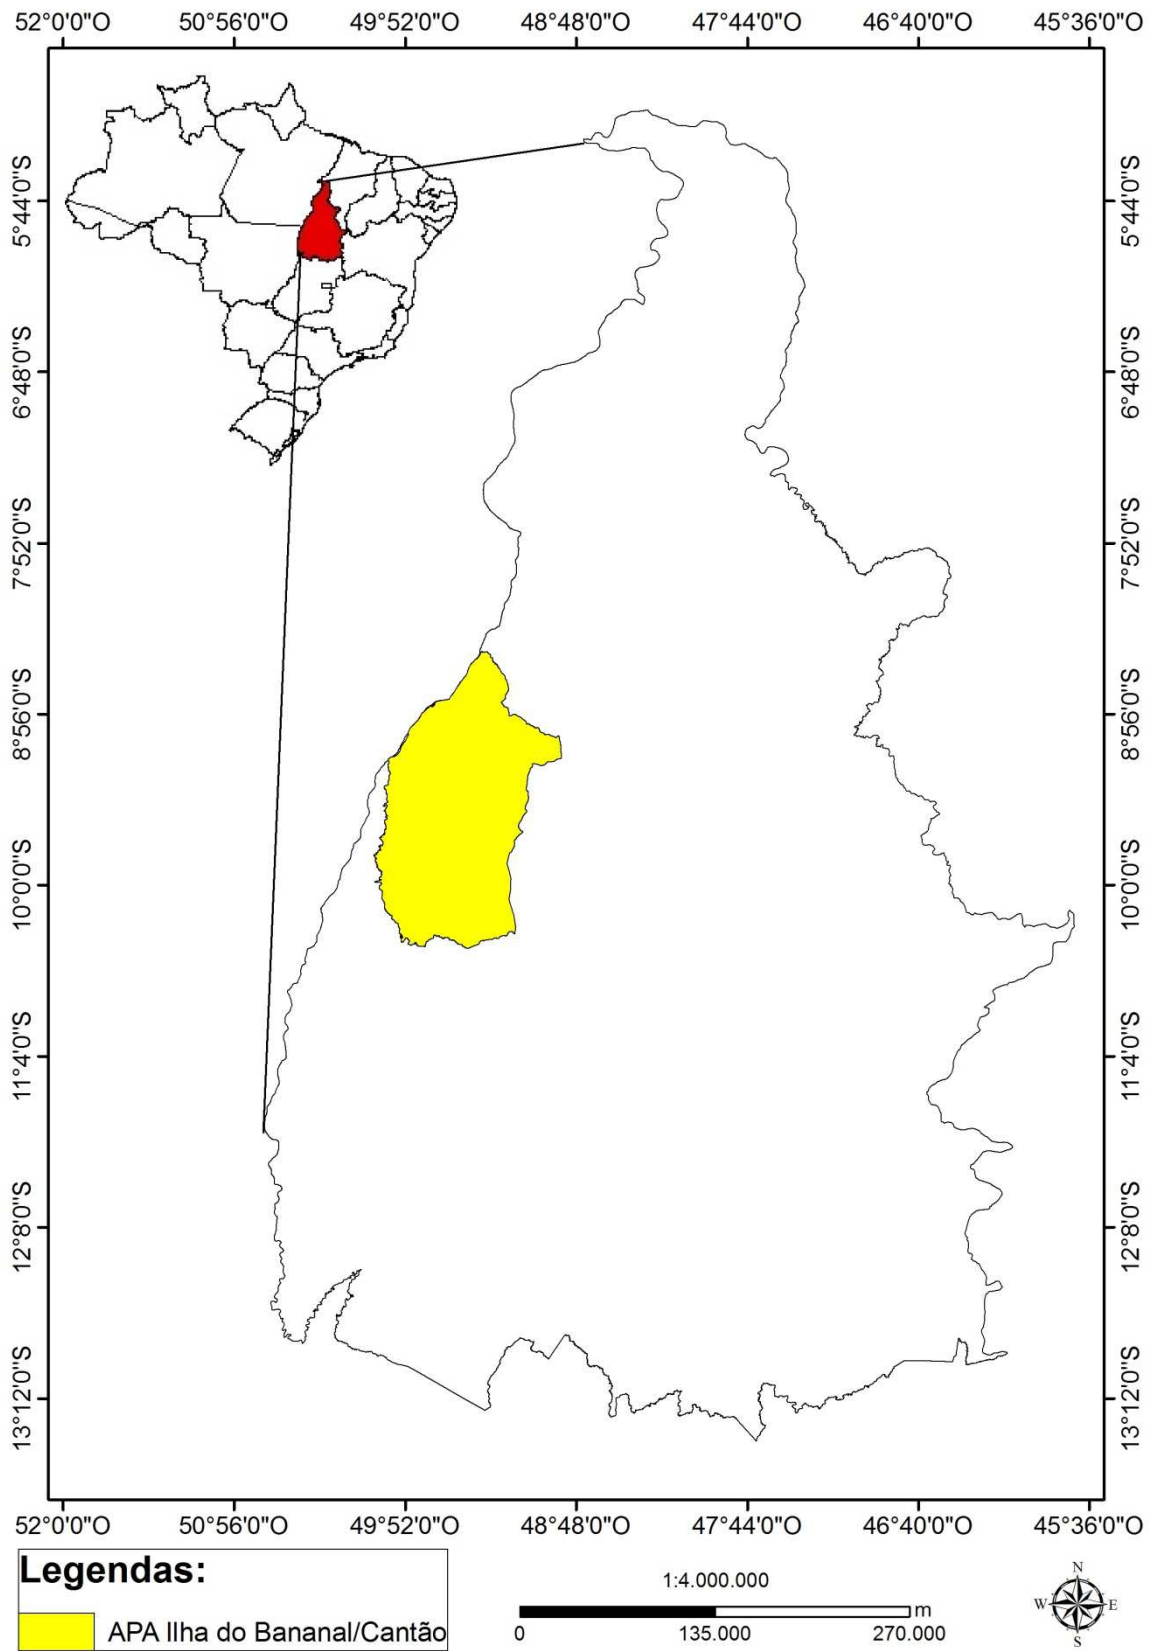 52°0'0"O 50°56'0"O 49°52'0"O 48°48'0"O 47°44'0"O 46°40'0"O 45°36'0"O
5°44'0"S 5°44'0"S
6°48'0"S 6°48'0"S
7°52'0"S 7°52'0"S
8°56'0"S 8°56'0"S
10°0'0"S 10°0'0"S
11°4'0"S 11°4'0"S
12°8'0"S 12°8'0"S
13°12'0"S 13°12'0"S
52°0'0"O 50°56'0"O 49°52'0"O 48°48'0"O 47°44'0"O 46°40'0"O 45°36'0"O
Legendas:
APA Ilha do Bananal/Cantão
1:4.000.000
m
0 135.000 270.000
N
W E
S